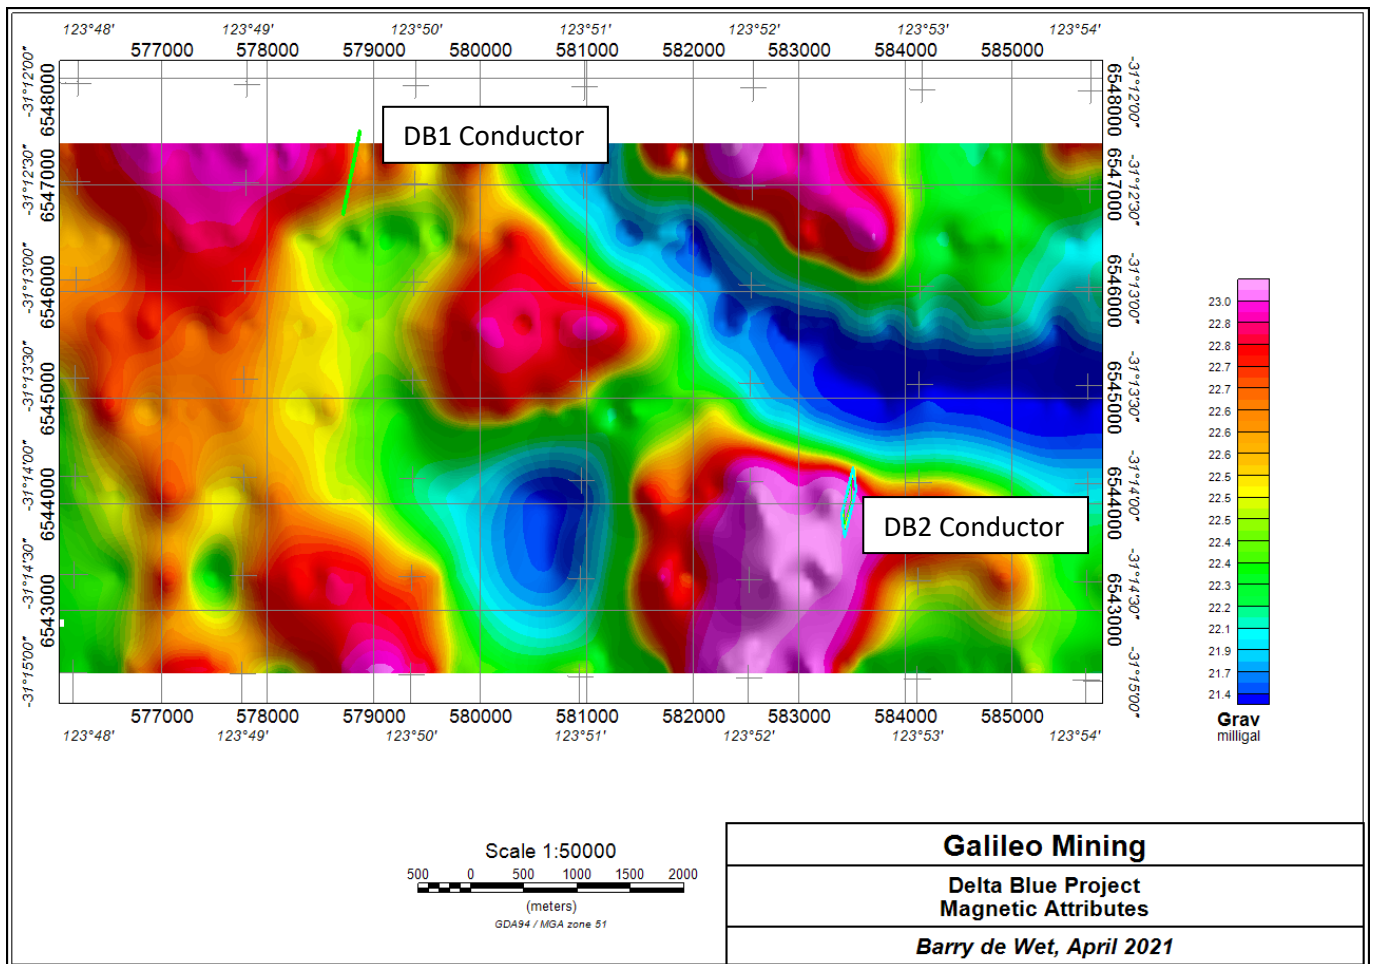 123°48' 123°49' 123°50' 123°51' 123°52' 123°53' 123°54'
577000 578000 579000 580000 581000 582000 583000 584000 585000
-31°12'00" 6548000 6548000 -31°12'00"
DB1 Conductor
-31°12'30" 6547000 6547000 -31°12'30"
-31°13'00" 6546000 6546000 -31°13'00"
-31°13'30" 6545000 6545000 -31°13'30"
-31°14'00" 6544000 6544000 -31°14'00"
DB2 Conductor
-31°14'30" 6543000 6543000 -31°14'30"
-31°15'00" -31°15'00"
577000 578000 579000 580000 581000 582000 583000 584000 585000
123°48' 123°49' 123°50' 123°51' 123°52' 123°53' 123°54'
23.0
22.8
22.8
22.7
22.7
22.6
22.6
22.5
22.5
22.5
22.4
22.4
22.3
22.2
22.1
21.9
21.7
21.4
Grav
milligal
Scale 1:50000
500 0 500 1000 1500 2000
(meters)
GDA94 / MGA zone 51
Galileo Mining
Delta Blue Project
Magnetic Attributes
Barry de Wet, April 2021